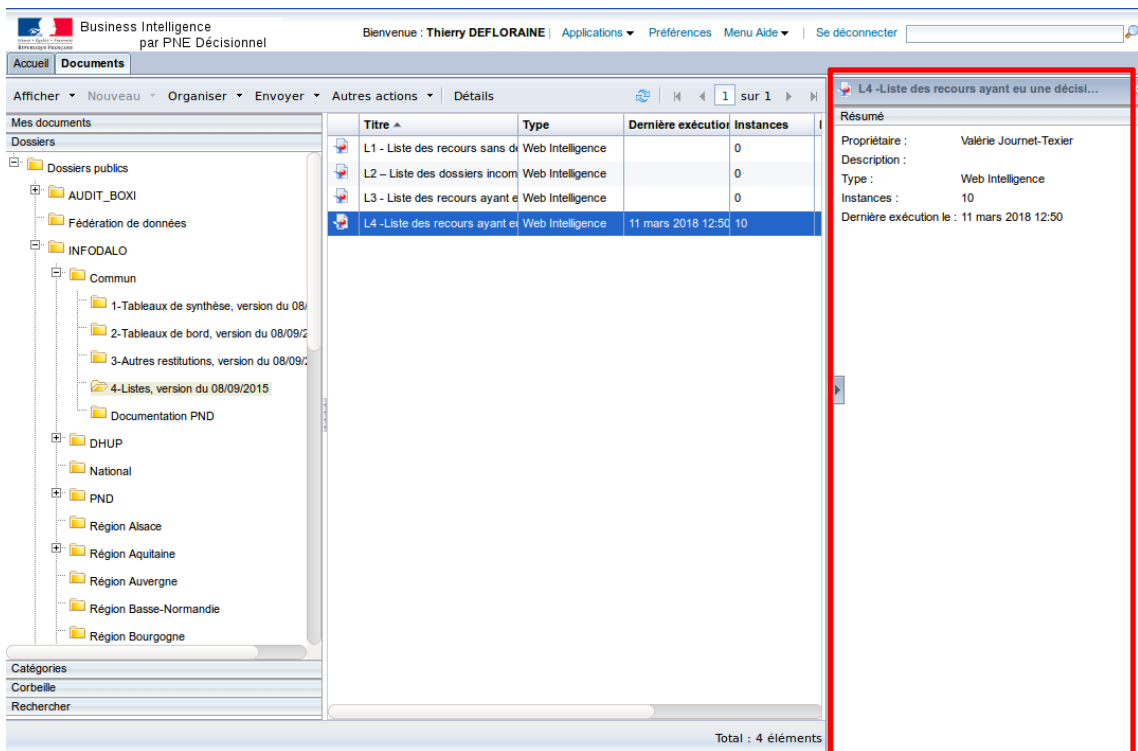 Business Intelligence
par PNE Décisionnel
Liberté • Égalité • Fraternité
RÉPUBLIQUE FRANÇAISE
Bienvenue : Thierry DEFLORAINE | Applications Préférences Menu Aide | Se déconnecter
Accueil Documents
Afficher Nouveau Organiser Envoyer Autres actions Détails 1 sur 1
Mes documents
Dossiers
Dossiers publics
AUDIT_BOXI
Fédération de données
INFODALO
Commun
1-Tableaux de synthèse, version du 08/
2-Tableaux de bord, version du 08/09/2
3-Autres restitutions, version du 08/09/
4-Listes, version du 08/09/2015
Documentation PND
DHUP
National
PND
Région Alsace
Région Aquitaine
Région Auvergne
Région Basse-Normandie
Région Bourgogne
Catégories
Corbeille
Rechercher
Titre Type Dernière exécution Instances
L1 - Liste des recours sans de Web Intelligence 0
L2 – Liste des dossiers incom Web Intelligence 0
L3 - Liste des recours ayant e Web Intelligence 0
L4 -Liste des recours ayant eu Web Intelligence 11 mars 2018 12:50 10
Total : 4 éléments
L4 -Liste des recours ayant eu une décisi...
Résumé
Propriétaire : Valérie Journet-Texier
Description :
Type : Web Intelligence
Instances : 10
Dernière exécution le : 11 mars 2018 12:50